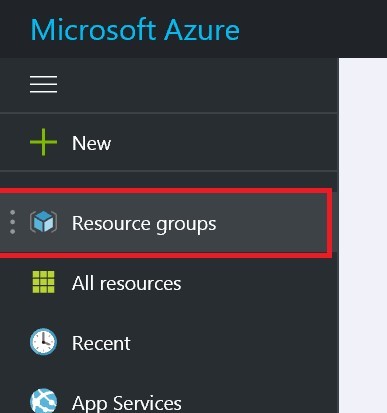 Microsoft Azure
New
Resource groups
All resources
Recent
App Services